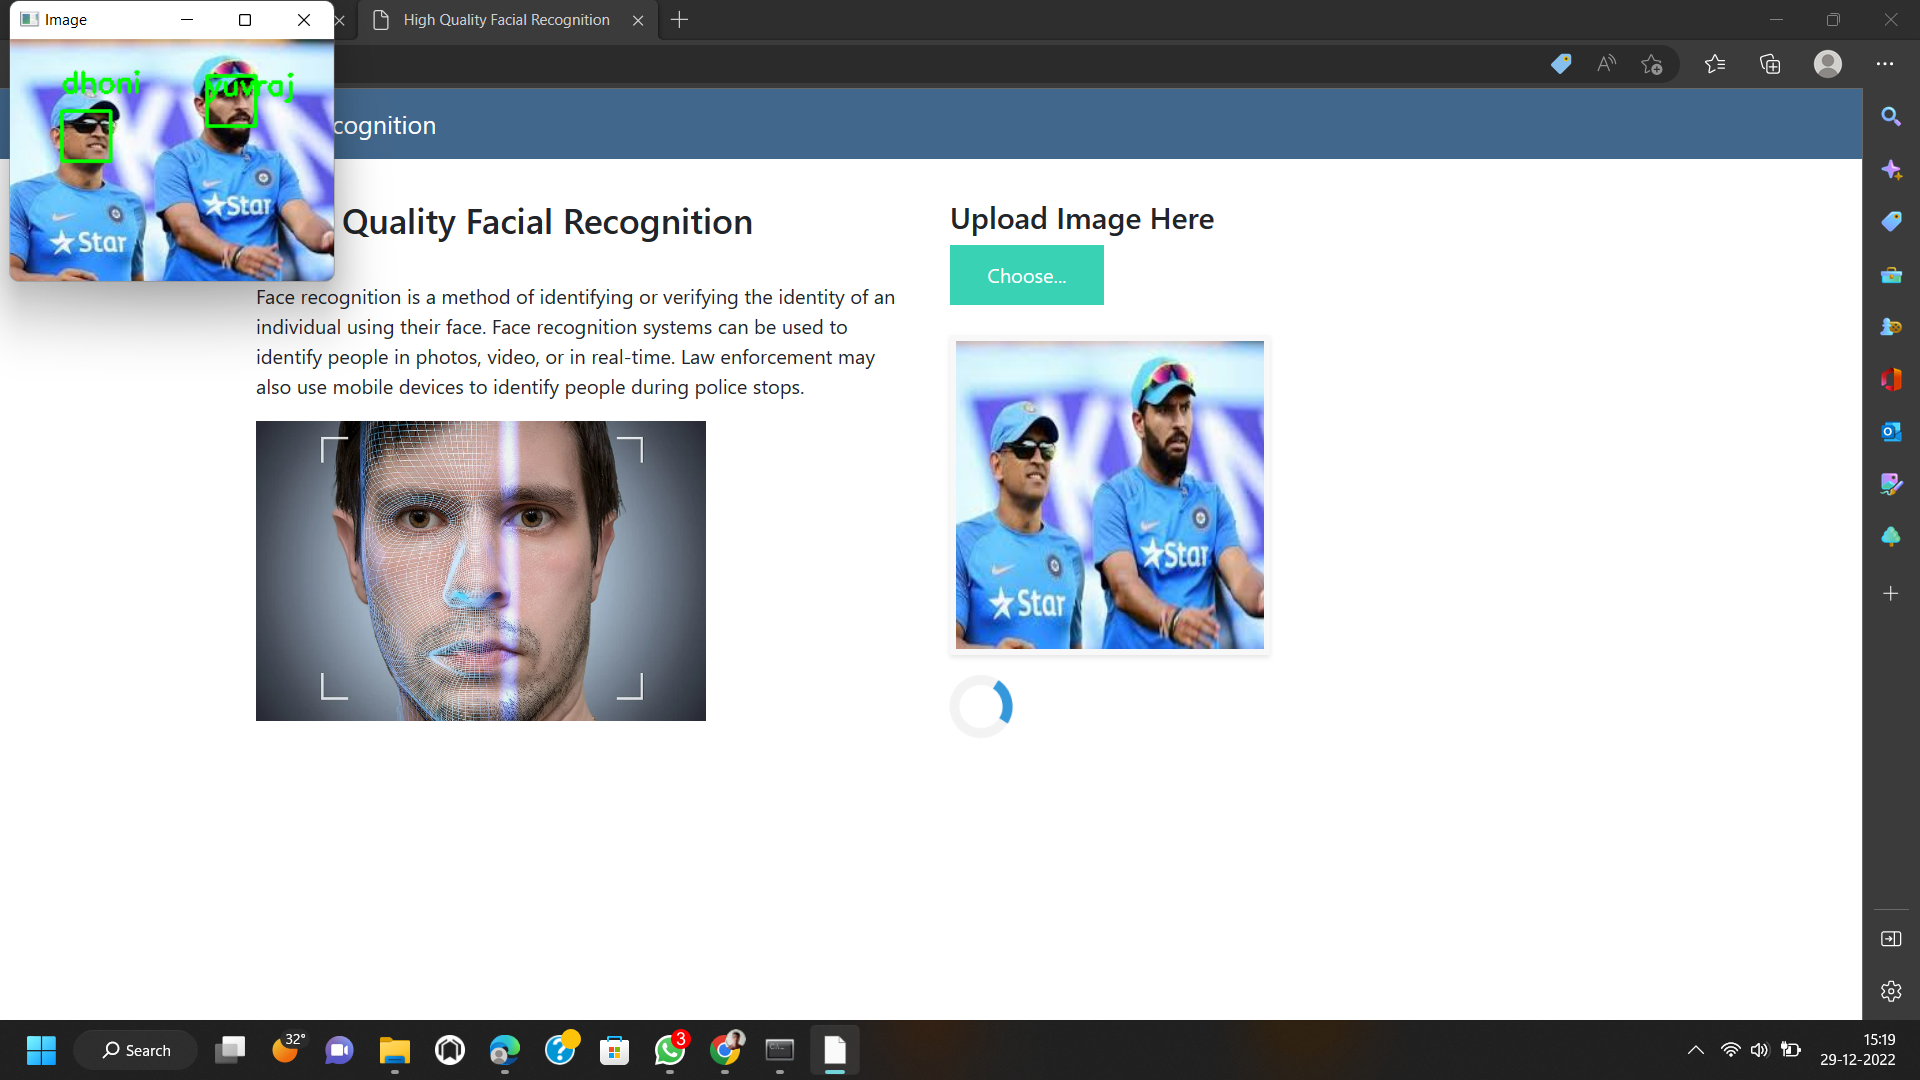 Image
High Quality Facial Recognition
dhoni
yuvraj
cognition
Star
Star
Quality Facial Recognition
Face recognition is a method of identifying or verifying the identity of an
individual using their face. Face recognition systems can be used to
identify people in photos, video, or in real-time. Law enforcement may
also use mobile devices to identify people during police stops.
Upload Image Here
Choose...
Star
Star
32°
Search
3
15:19
29-12-2022